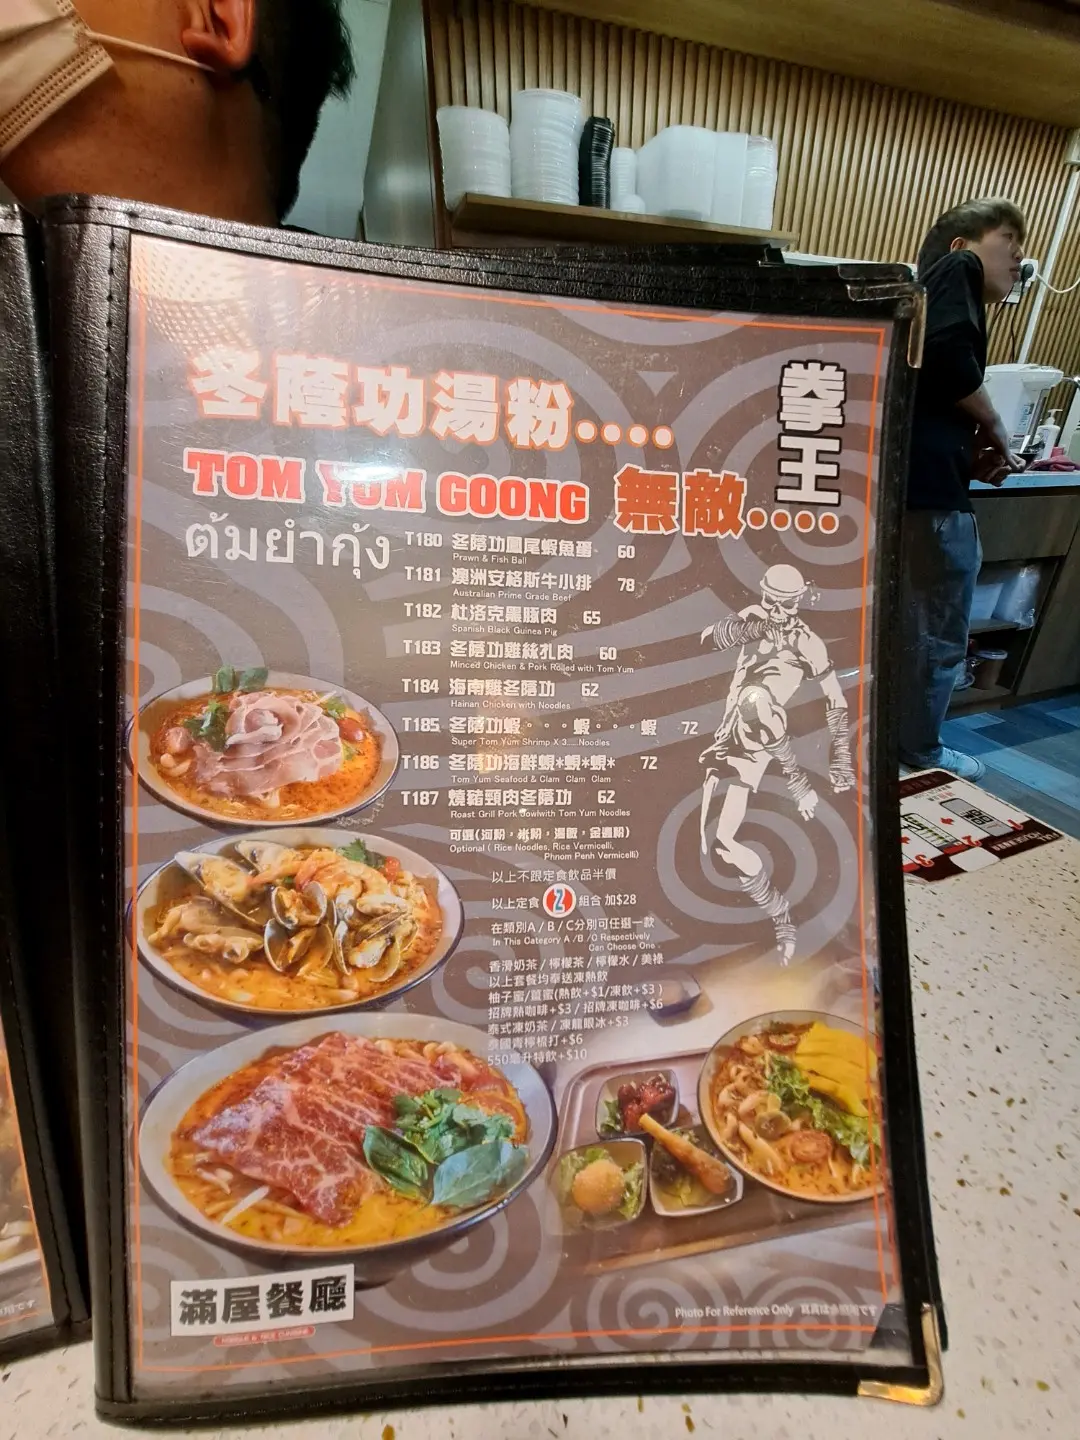 冬蔭功湯粉....
拳王
TOM YUM GOONG
無敵....
ต้มยำกุ้ง
T180 冬蔭功鳳尾蝦魚蛋 60
Prawn & Fish Ball
T181 澳洲安格斯牛小排 78
Australian Prime Grade Beef
T182 杜洛克黑豚肉 65
Spanish Black Guinea Pig
T183 冬蔭功雞絲扎肉 60
Minced Chicken & Pork Rolled with Tom Yum
T184 海南雞冬蔭功 62
Hainan Chicken with Noodles
T185 冬蔭功蝦。。。蝦。。。蝦 72
Super Tom Yum Shrimp X 3....Noodles
T186 冬蔭功海鮮蜆*蜆*蜆* 72
Tom Yum Seafood & Clam Clam Clam
T187 燒豬頸肉冬蔭功 62
Roast Grill Pork Jowlwith Tom Yum Noodles
可選(河粉，米粉，湯飯，金邊粉)
Optional ( Rice Noodles, Rice Vermicelli,
Phnom Penh Vermicelli)
以上不跟定食飲品半價
以上定食 2 組合 加$28
在類別A / B / C分別可任選一款
In This Category A /B /C Respectively
Can Choose One
香滑奶茶 / 檸檬茶 / 檸檬水 / 美祿
以上套餐均奉送凍熱飲
柚子蜜/薑蜜(熱飲+$1/凍飲+$3 )
招牌熱咖啡+$3 / 招牌凍咖啡+$6
泰式凍奶茶 / 凍龍眼冰+$3
泰國青檸梳打+$6
550毫升特飲+$10
滿屋餐廳
Photo For Reference Only